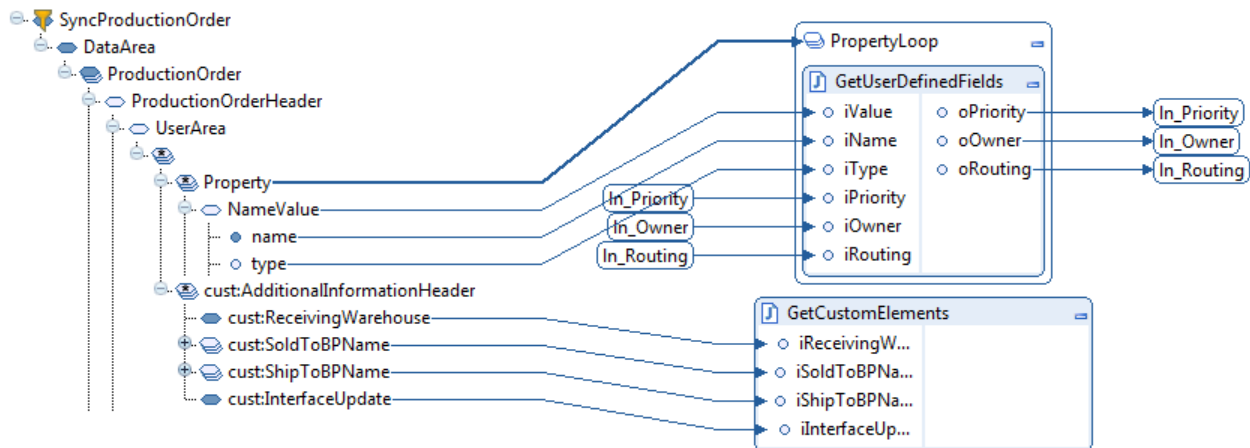 SyncProductionOrder
DataArea
ProductionOrder
ProductionOrderHeader
UserArea
Property
NameValue
name
type
cust:AdditionalInformationHeader
cust:ReceivingWarehouse
cust:SoldToBPName
cust:ShipToBPName
cust:InterfaceUpdate
In_Priority
In_Owner
In_Routing
PropertyLoop
GetUserDefinedFields
iValue
iName
iType
iPriority
iOwner
iRouting
oPriority
oOwner
oRouting
In_Priority
In_Owner
In_Routing
GetCustomElements
iReceivingW...
iSoldToBPNa...
iShipToBPNa...
iInterfaceUp...